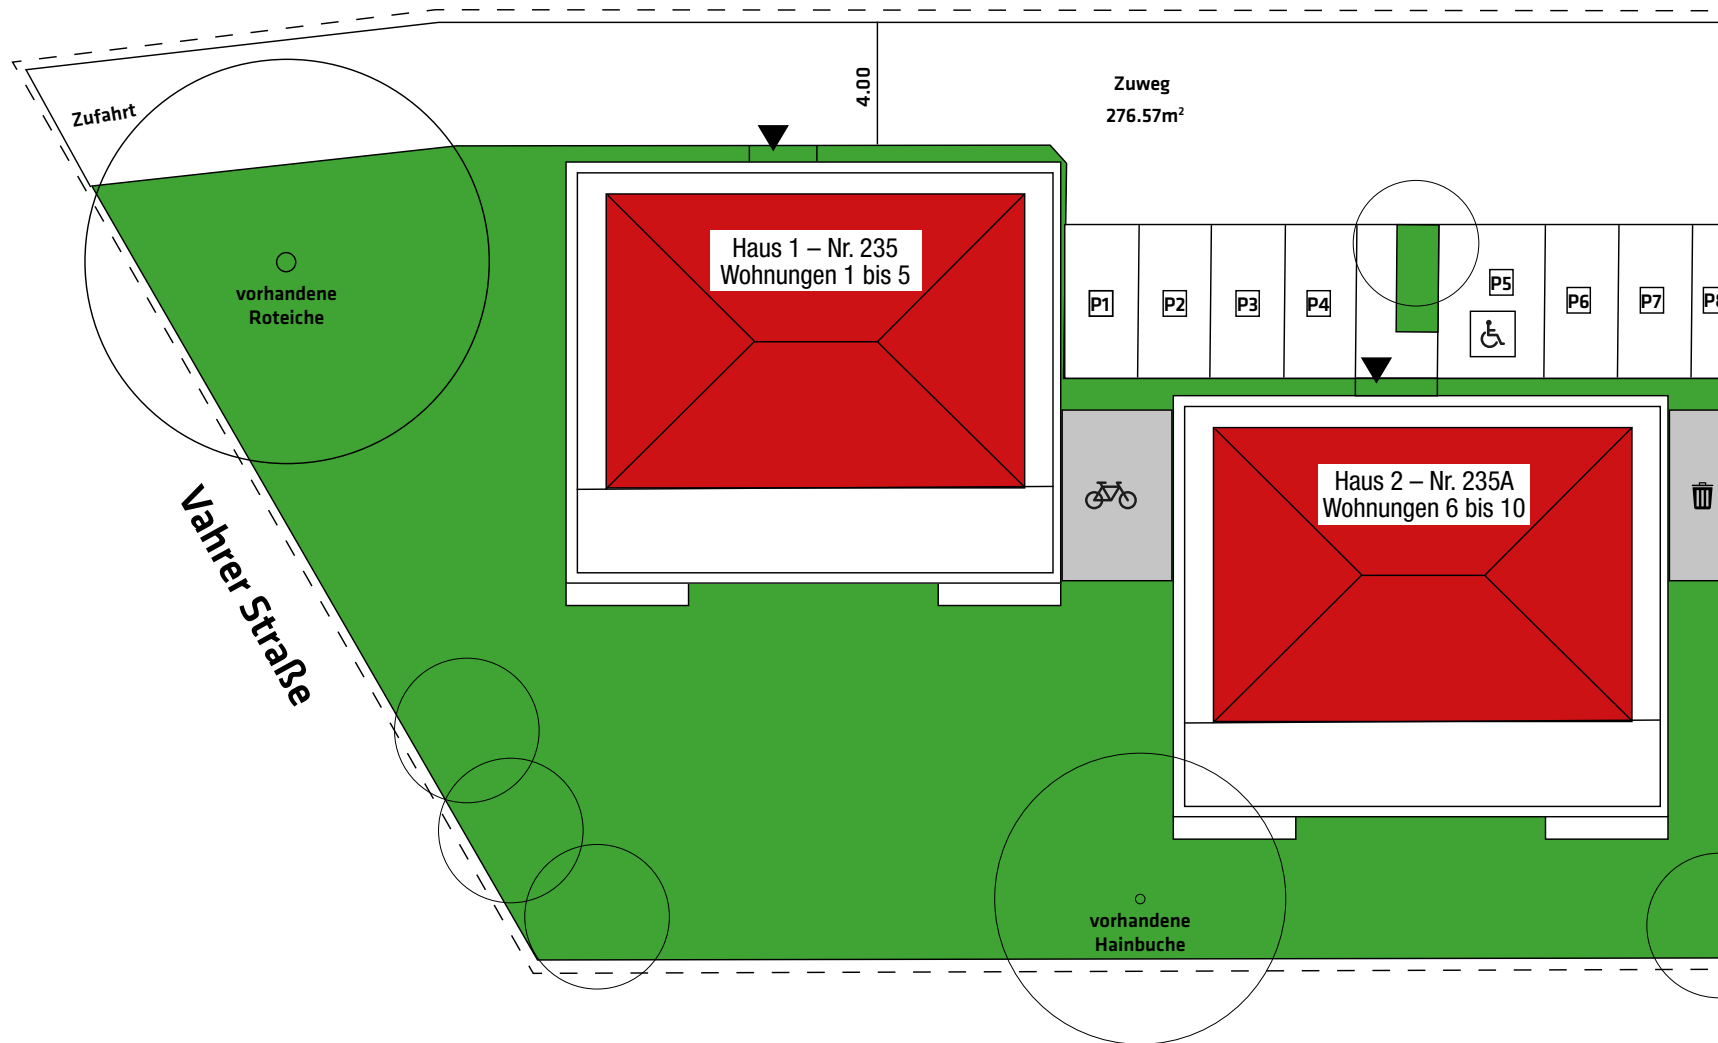 Zufahrt
4.00
Zuweg
276.57m²
Haus 1 – Nr. 235
Wohnungen 1 bis 5
vorhandene
Roteiche
P1
P2
P3
P4
P5
P6
P7
P8
Vahrer Straße
Haus 2 – Nr. 235A
Wohnungen 6 bis 10
vorhandene
Hainbuche